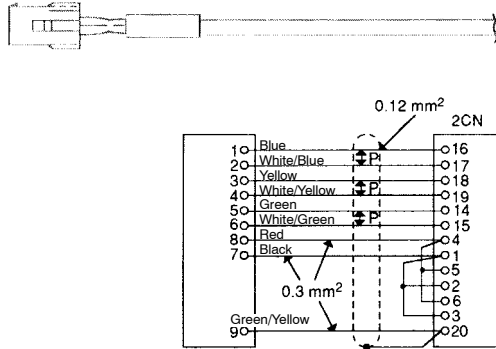 0.12 mm²
2CN
1 Blue 16
2 White/Blue P 17
3 Yellow 18
4 White/Yellow P 19
5 Green 14
6 White/Green P 15
8 Red 4
7 Black 1
5
0.3 mm² 2
6
3
9 Green/Yellow 20